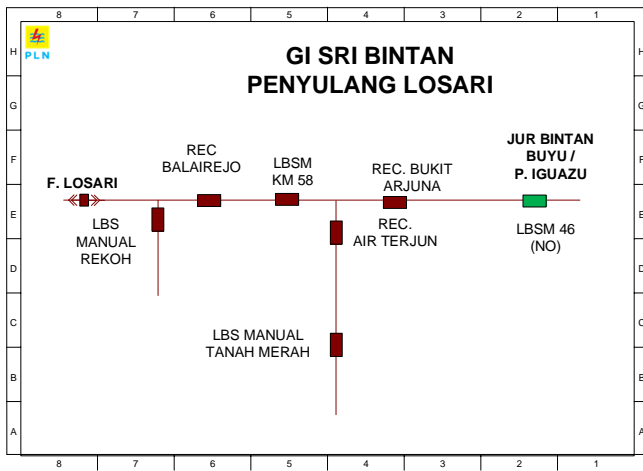 8 7 6 5 4 3 2 1
PLN
GI SRI BINTAN
PENYULANG LOSARI
H H
G G
F F
E E
D D
C C
B B
A A
F. LOSARI
LBS
MANUAL
REKOH
REC
BALAIREJO
LBSM
KM 58
REC. BUKIT
ARJUNA
REC.
AIR TERJUN
JUR BINTAN
BUYU /
P. IGUAZU
LBSM 46
(NO)
LBS MANUAL
TANAH MERAH
8 7 6 5 4 3 2 1